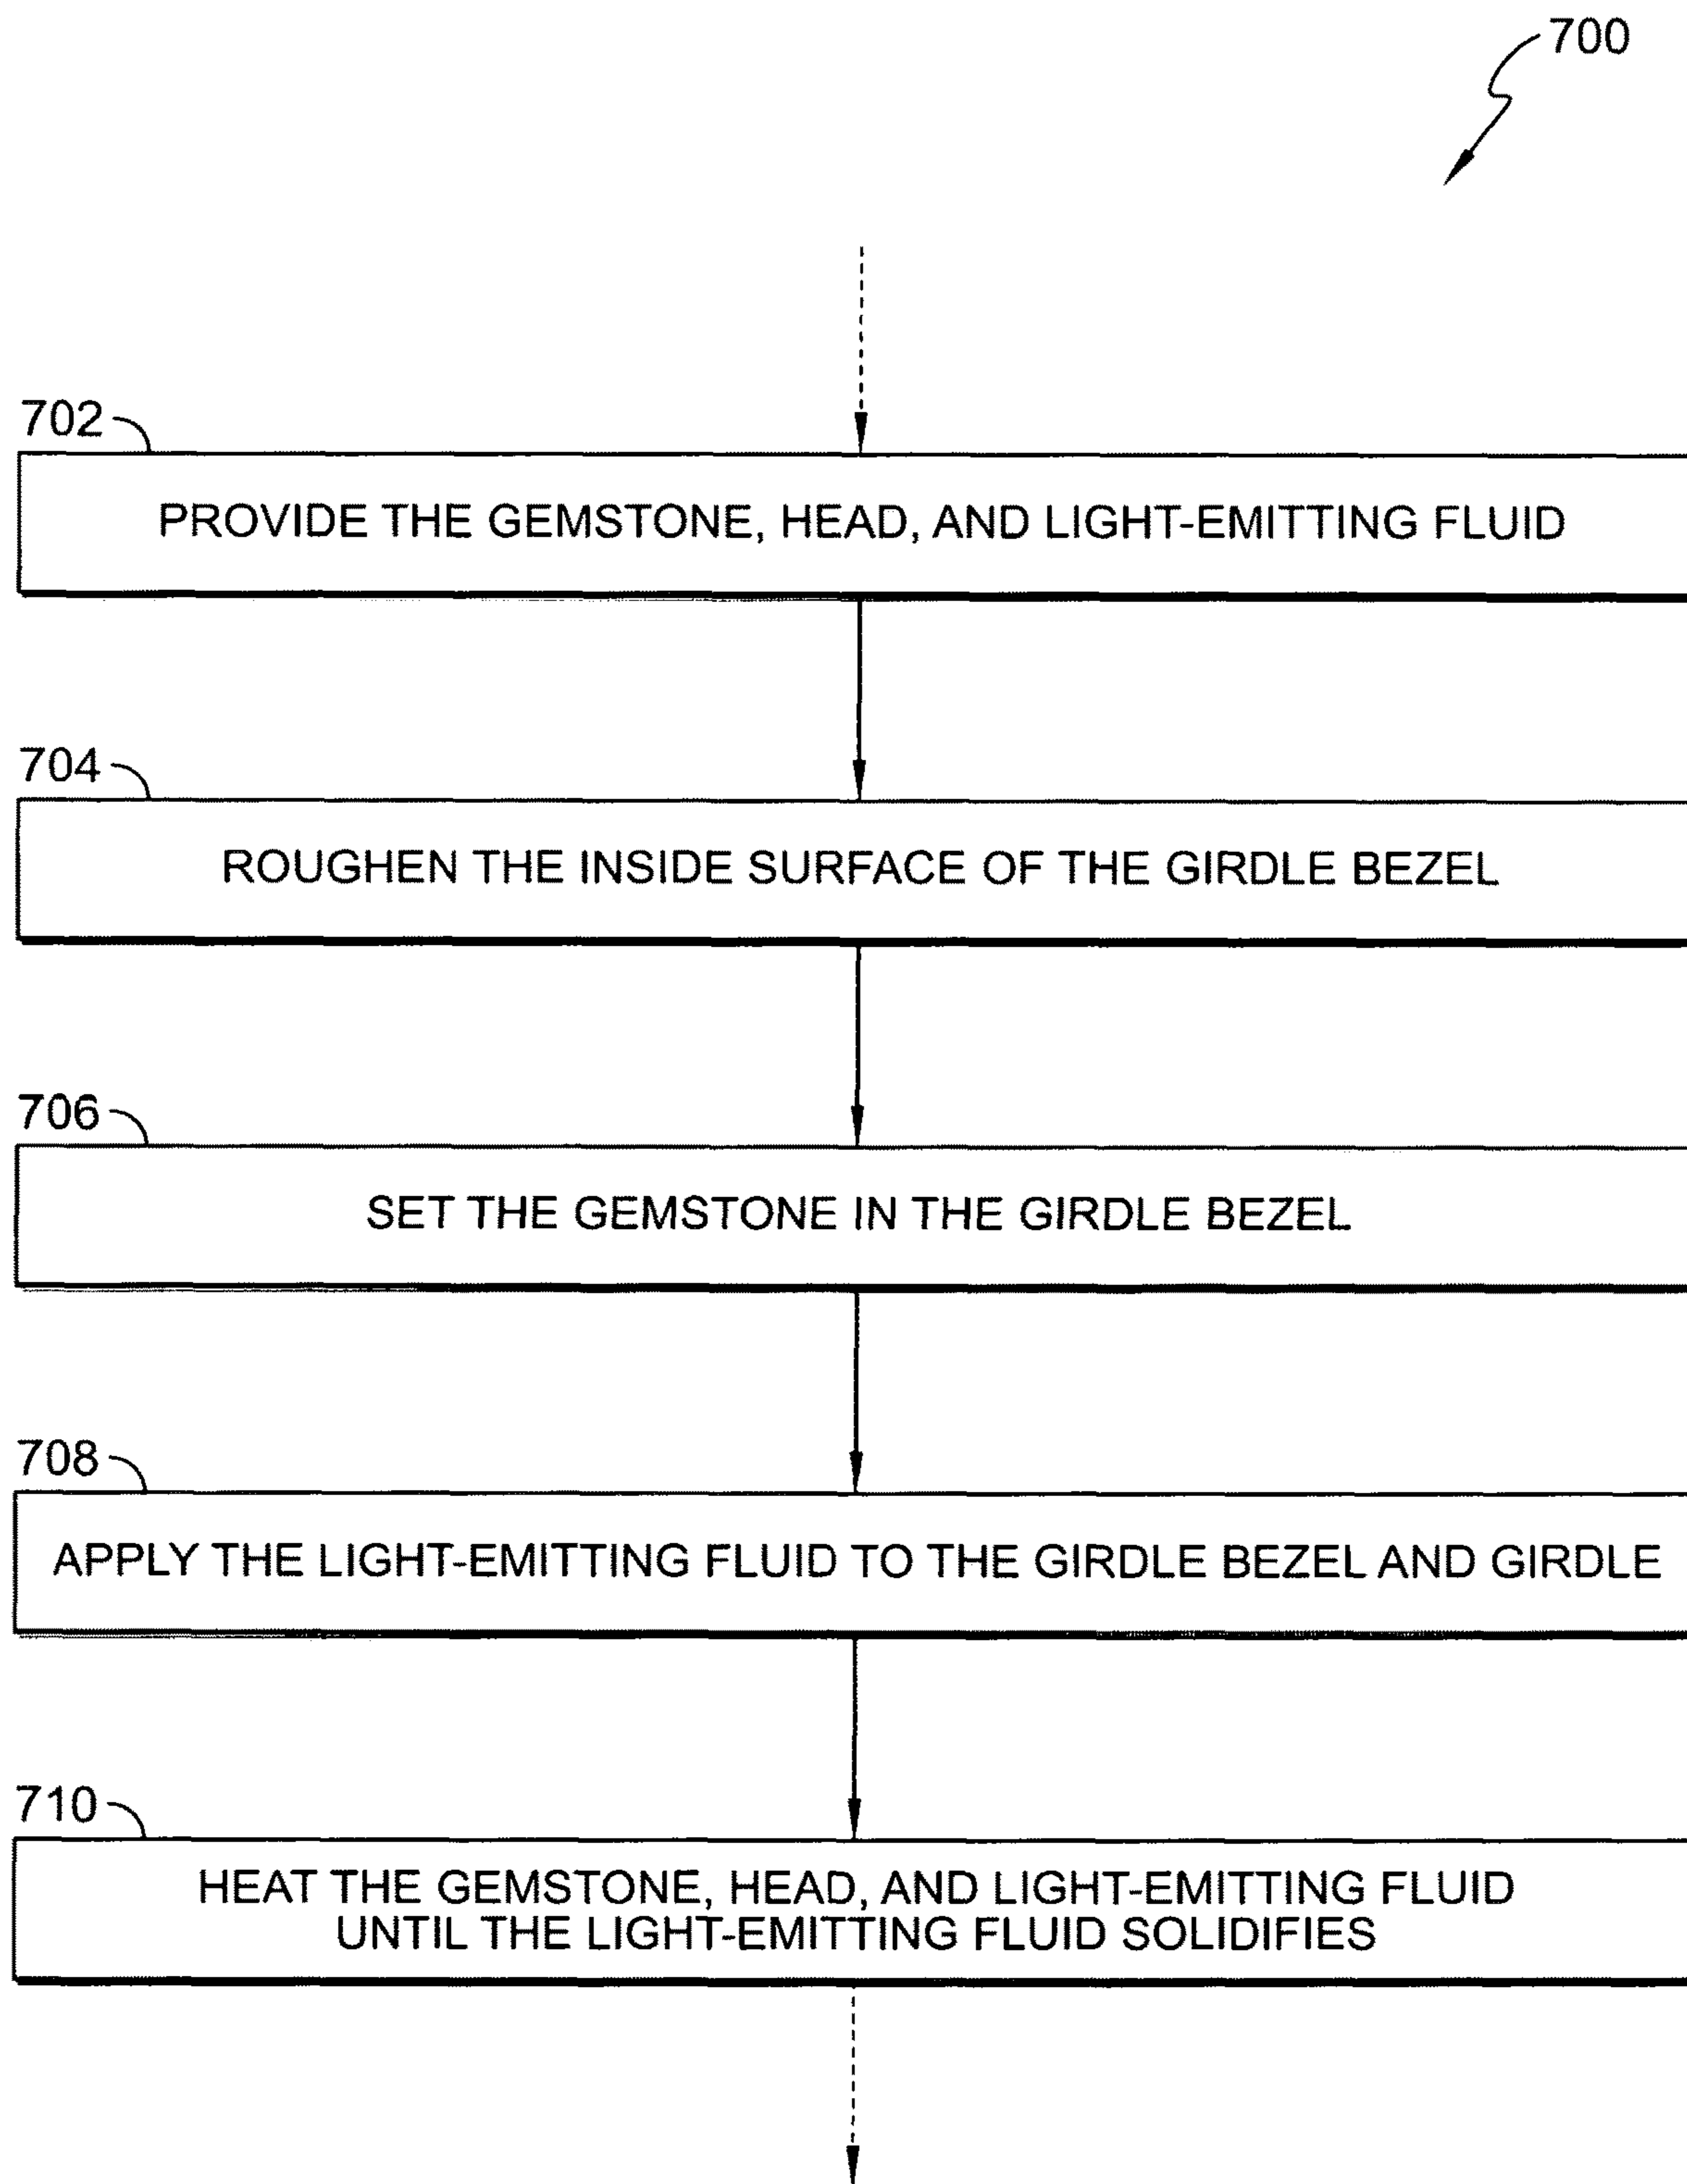 700
702
PROVIDE THE GEMSTONE, HEAD, AND LIGHT-EMITTING FLUID
704
ROUGHEN THE INSIDE SURFACE OF THE GIRDLE BEZEL
706
SET THE GEMSTONE IN THE GIRDLE BEZEL
708
APPLY THE LIGHT-EMITTING FLUID TO THE GIRDLE BEZEL AND GIRDLE
710
HEAT THE GEMSTONE, HEAD, AND LIGHT-EMITTING FLUID
UNTIL THE LIGHT-EMITTING FLUID SOLIDIFIES